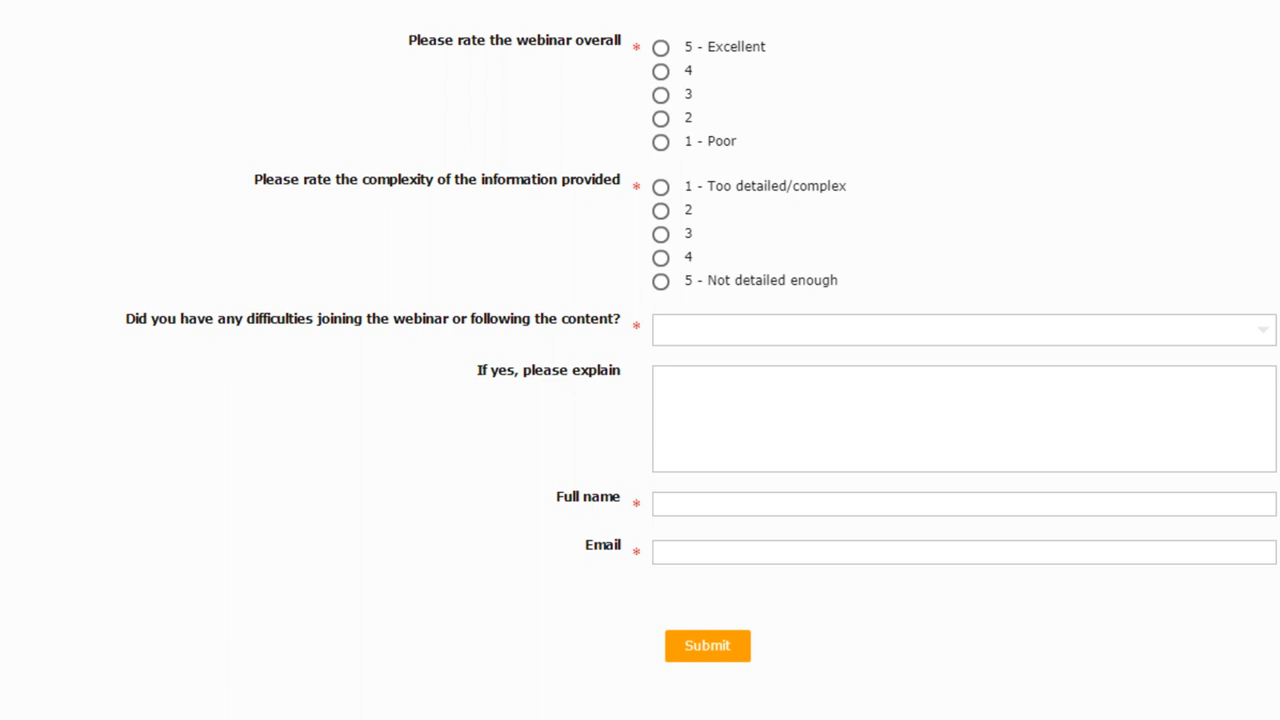 Please rate the webinar overall * 5 - Excellent
4
3
2
1 - Poor
Please rate the complexity of the information provided * 1 - Too detailed/complex
2
3
4
5 - Not detailed enough
Did you have any difficulties joining the webinar or following the content? *
If yes, please explain
Full name *
Email *
Submit